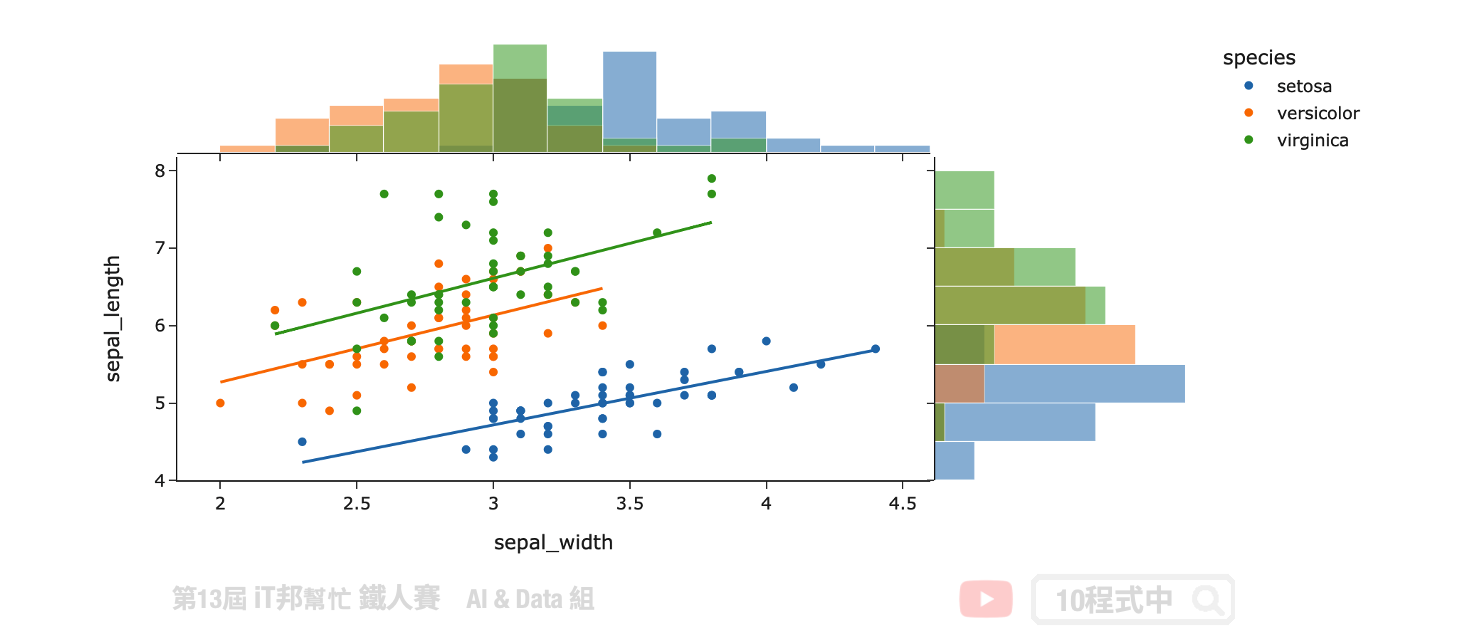 species
setosa
versicolor
virginica
8
7
6
5
4
sepal_length
2 2.5 3 3.5 4 4.5
sepal_width
第13屆 iT邦幫忙 鐵人賽 AI & Data 組
10程式中